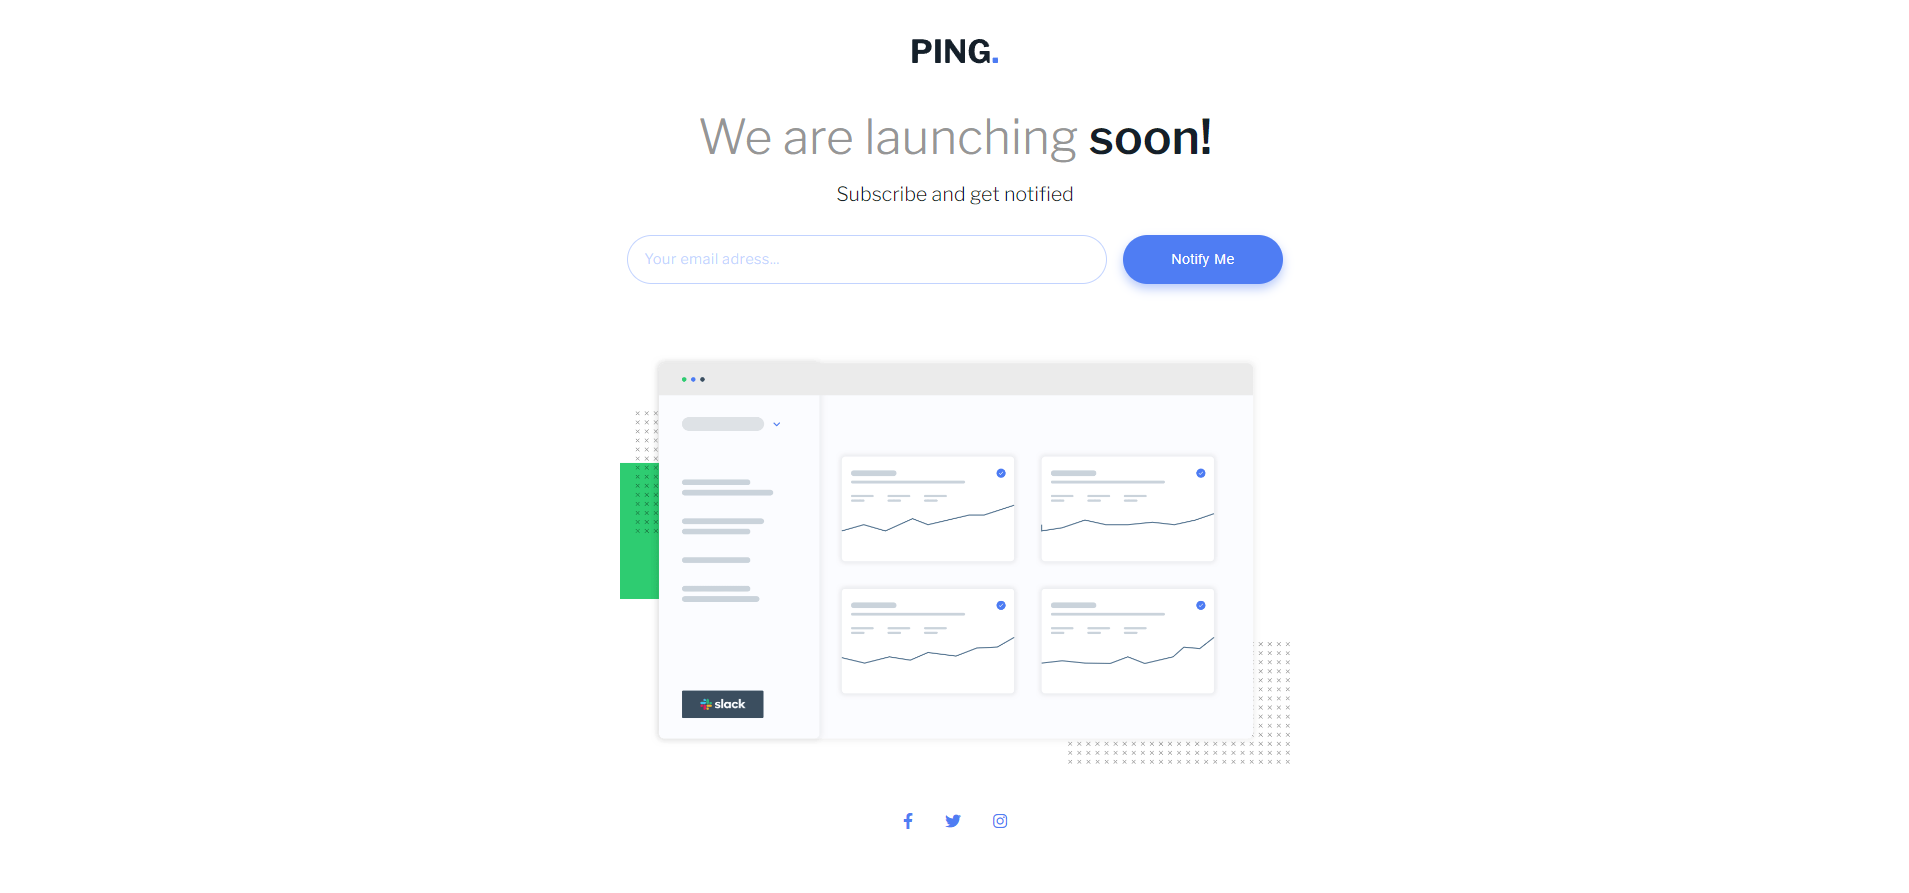 PING.
We are launching soon!
Subscribe and get notified
Your email adress...
Notify Me
slack